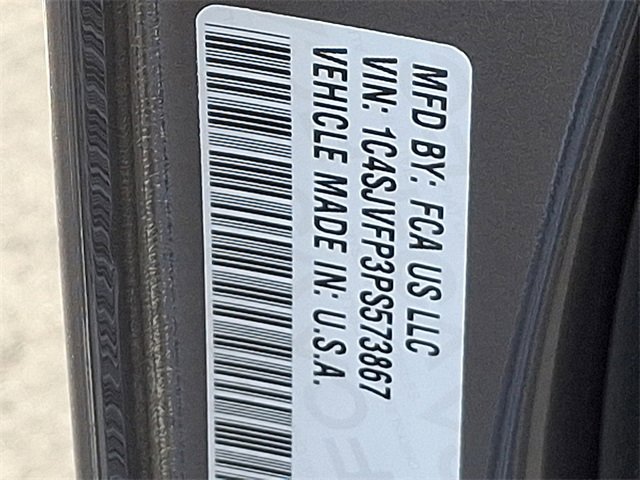 MFD BY: FCA US LLC
VIN: 1C4SJVFP3PS573867
VEHICLE MADE IN: U.S.A.